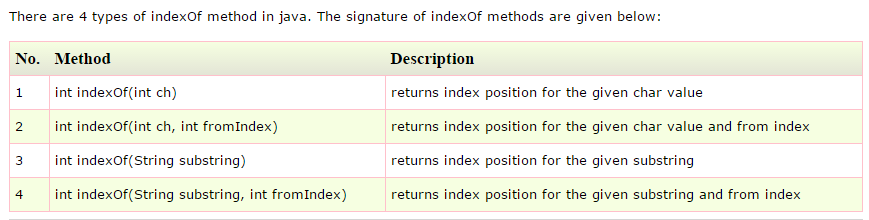 There are 4 types of indexOf method in java. The signature of indexOf methods are given below:
No. Method Description
1 int indexOf(int ch) returns index position for the given char value
2 int indexOf(int ch, int fromIndex) returns index position for the given char value and from index
3 int indexOf(String substring) returns index position for the given substring
4 int indexOf(String substring, int fromIndex) returns index position for the given substring and from index